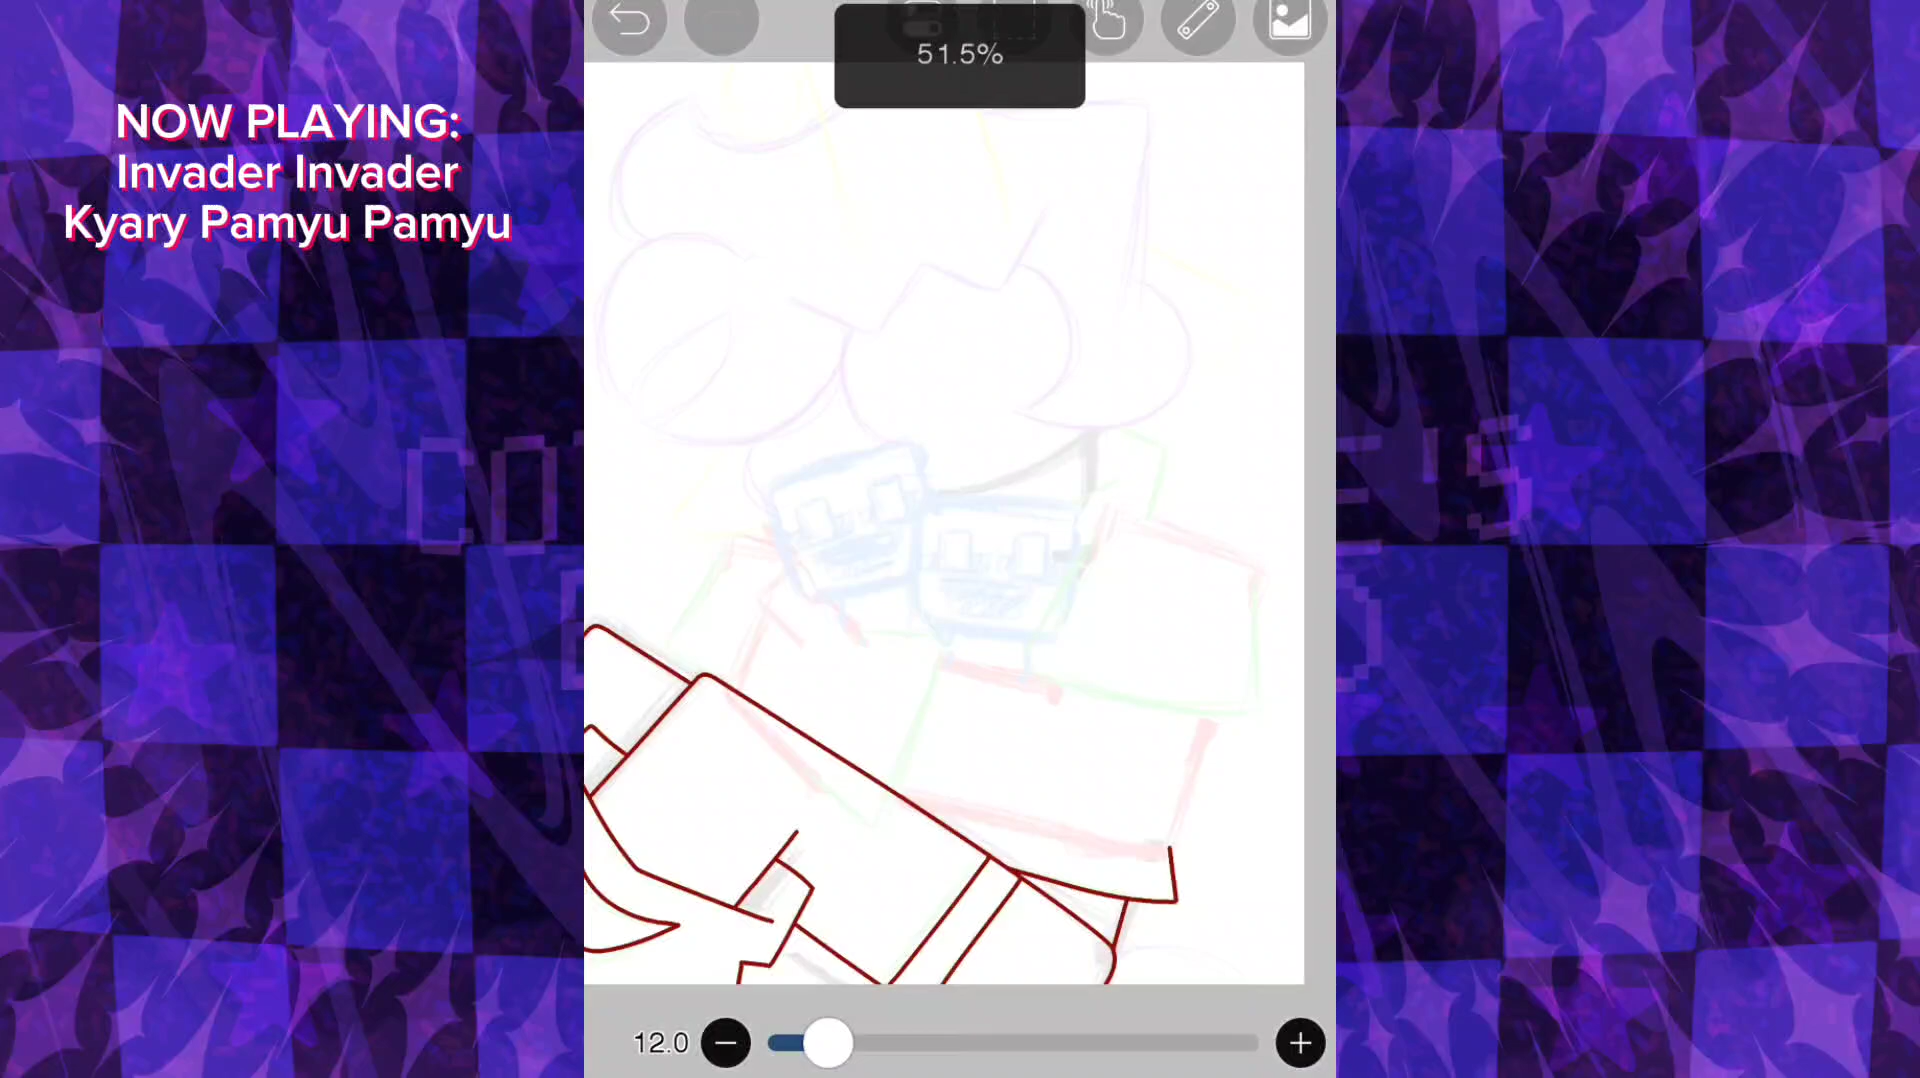 NOW PLAYING:
Invader Invader
Kyary Pamyu Pamyu
51.5%
12.0